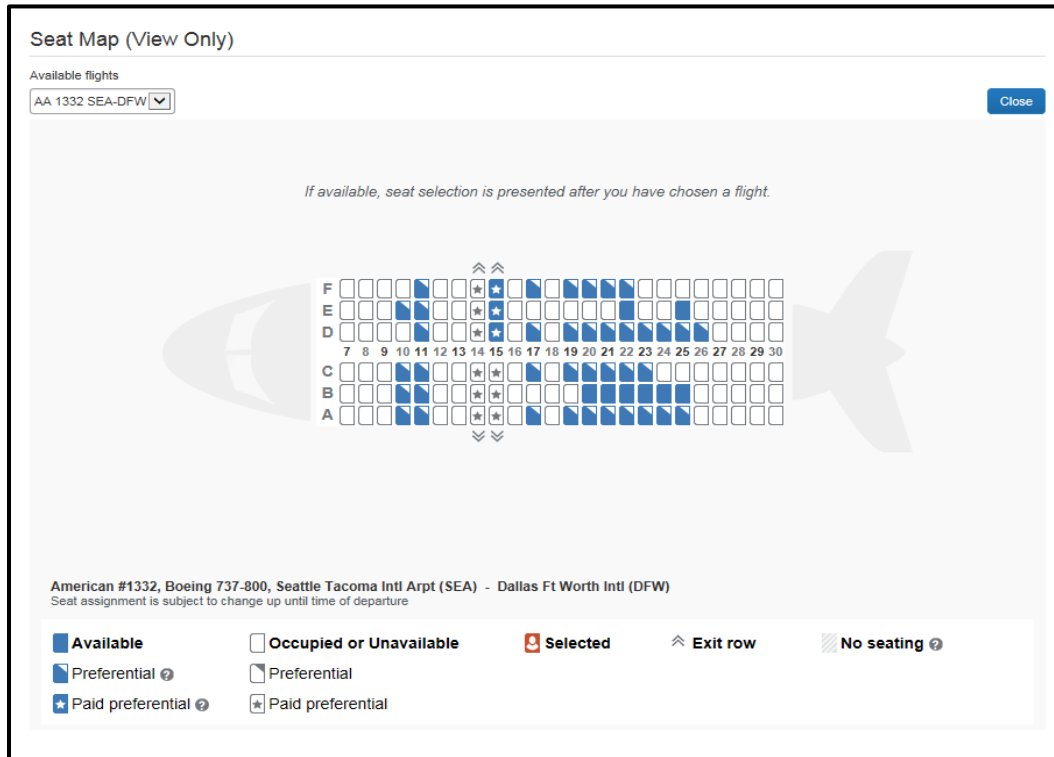 Seat Map (View Only)
Available flights
AA 1332 SEA-DFW
Close
If available, seat selection is presented after you have chosen a flight.
F
E
D
7 8 9 10 11 12 13 14 15 16 17 18 19 20 21 22 23 24 25 26 27 28 29 30
C
B
A
American #1332, Boeing 737-800, Seattle Tacoma Intl Arpt (SEA) - Dallas Ft Worth Intl (DFW)
Seat assignment is subject to change up until time of departure
Available Occupied or Unavailable Selected Exit row No seating ?
Preferential ? Preferential
Paid preferential ? Paid preferential